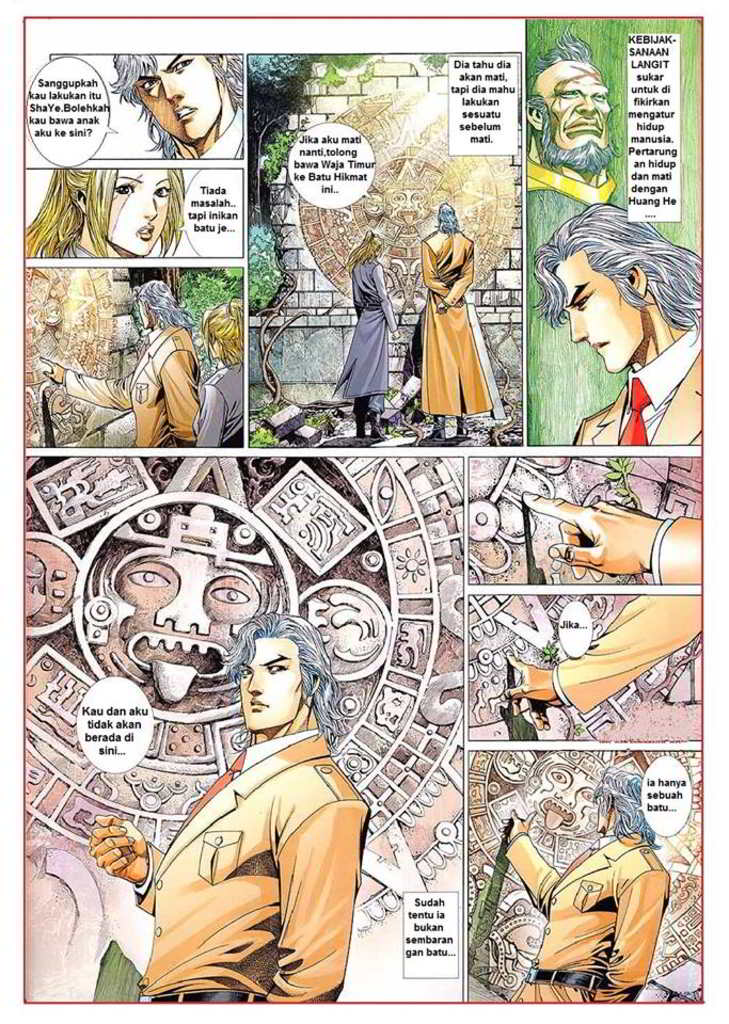 Sanggupkah
kau lakukan itu
ShaYe.Bolehkah
kau bawa anak
aku ke sini?
Tiada
masalah..
tapi inikan
batu je...
Jika aku mati
nanti,tolong
bawa Waja Timur
ke Batu Hikmat
ini..
Dia tahu dia
akan mati,
tapi dia mahu
lakukan
sesuatu
sebelum
mati.
KEBIJAK-
SANAAN
LANGIT
sukar
untuk di
fikirkan
mengatur
hidup
manusia.
Pertarung
an hidup
dan mati
dengan
Huang He
....
Kau dan aku
tidak akan
berada di
sini...
Sudah
tentu ia
bukan
sembaran
gan batu...
Jika...
ia hanya
sebuah
batu...